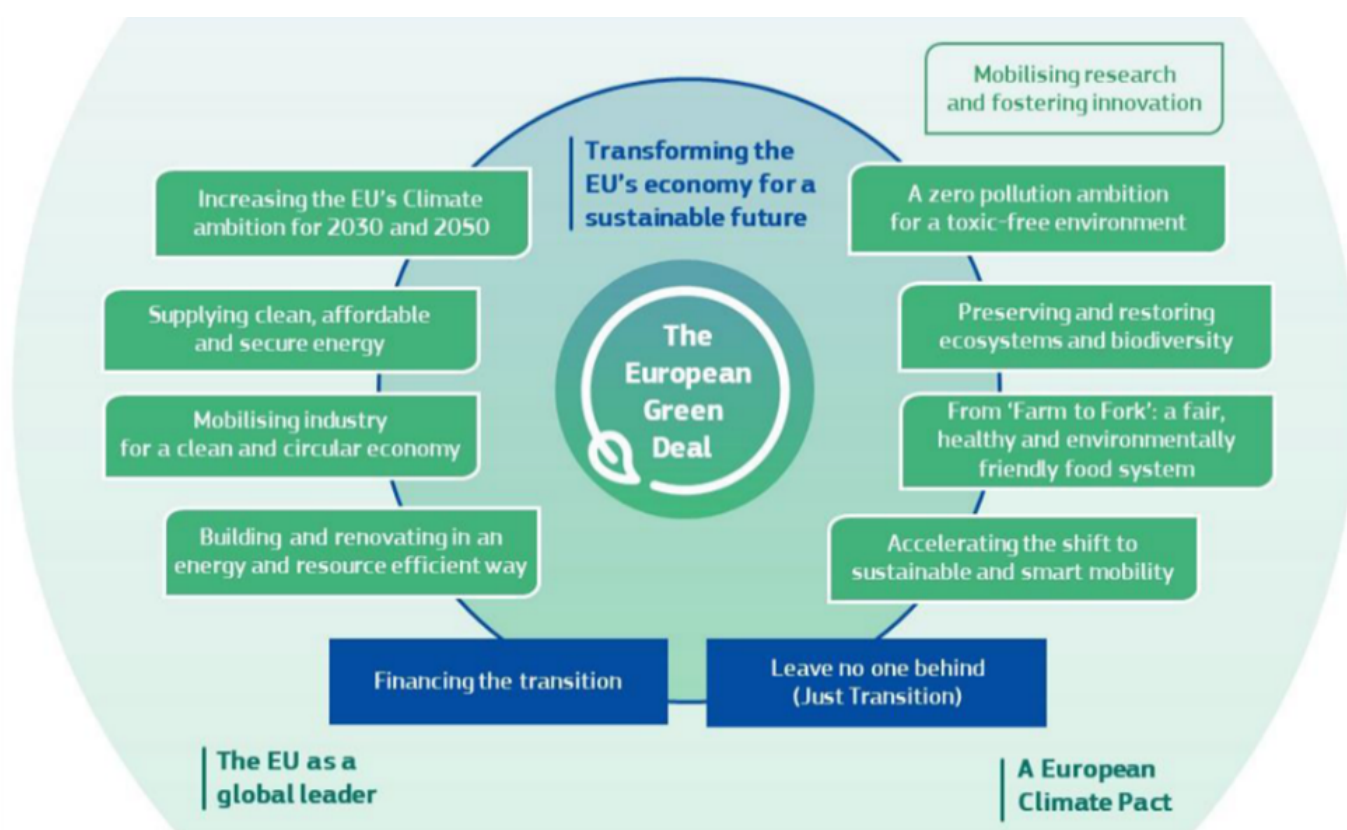 Mobilising research
and fostering innovation
Transforming the
EU's economy for a
sustainable future
Increasing the EU's Climate
ambition for 2030 and 2050
A zero pollution ambition
for a toxic-free environment
Supplying clean, affordable
and secure energy
The
European
Green
Deal
Preserving and restoring
ecosystems and biodiversity
Mobilising industry
for a clean and circular economy
From 'Farm to Fork': a fair,
healthy and environmentally
friendly food system
Building and renovating in an
energy and resource efficient way
Accelerating the shift to
sustainable and smart mobility
Financing the transition
Leave no one behind
(Just Transition)
The EU as a
global leader
A European
Climate Pact